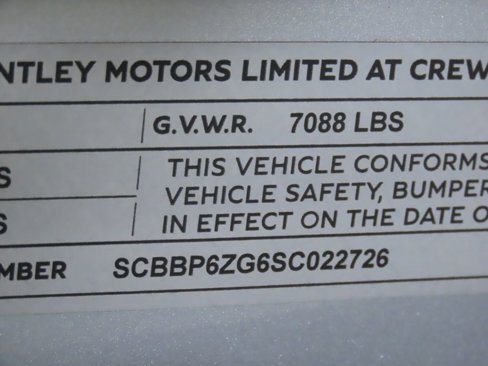 NTLEY MOTORS LIMITED AT CREW
G.V.W.R. 7088 LBS
S THIS VEHICLE CONFORMS
VEHICLE SAFETY, BUMPER
S IN EFFECT ON THE DATE O
MBER SCBBP6ZG6SC022726